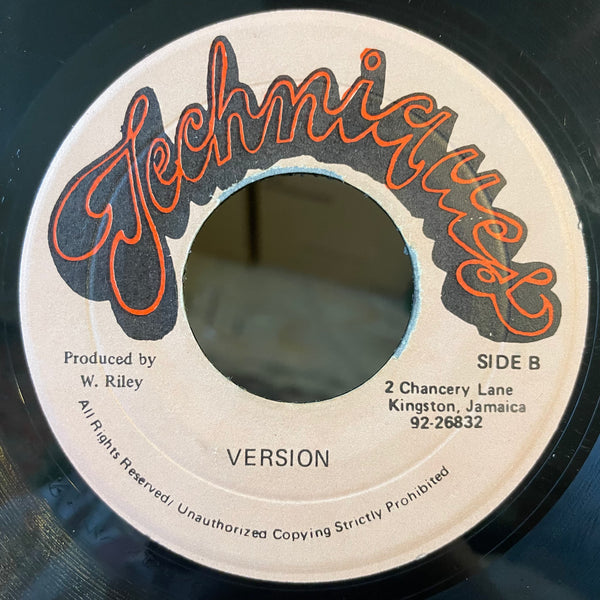 Techniques
Produced by
W. Riley
SIDE B
2 Chancery Lane
Kingston, Jamaica
92-26832
VERSION
All Rights Reserved/ Unauthorized Copying Strictly Prohibited